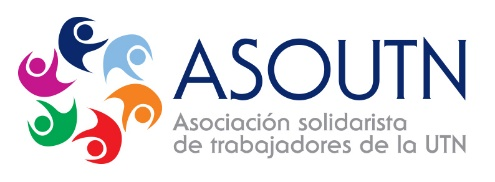 ASOUTN
Asociación solidarista
de trabajadores de la UTN